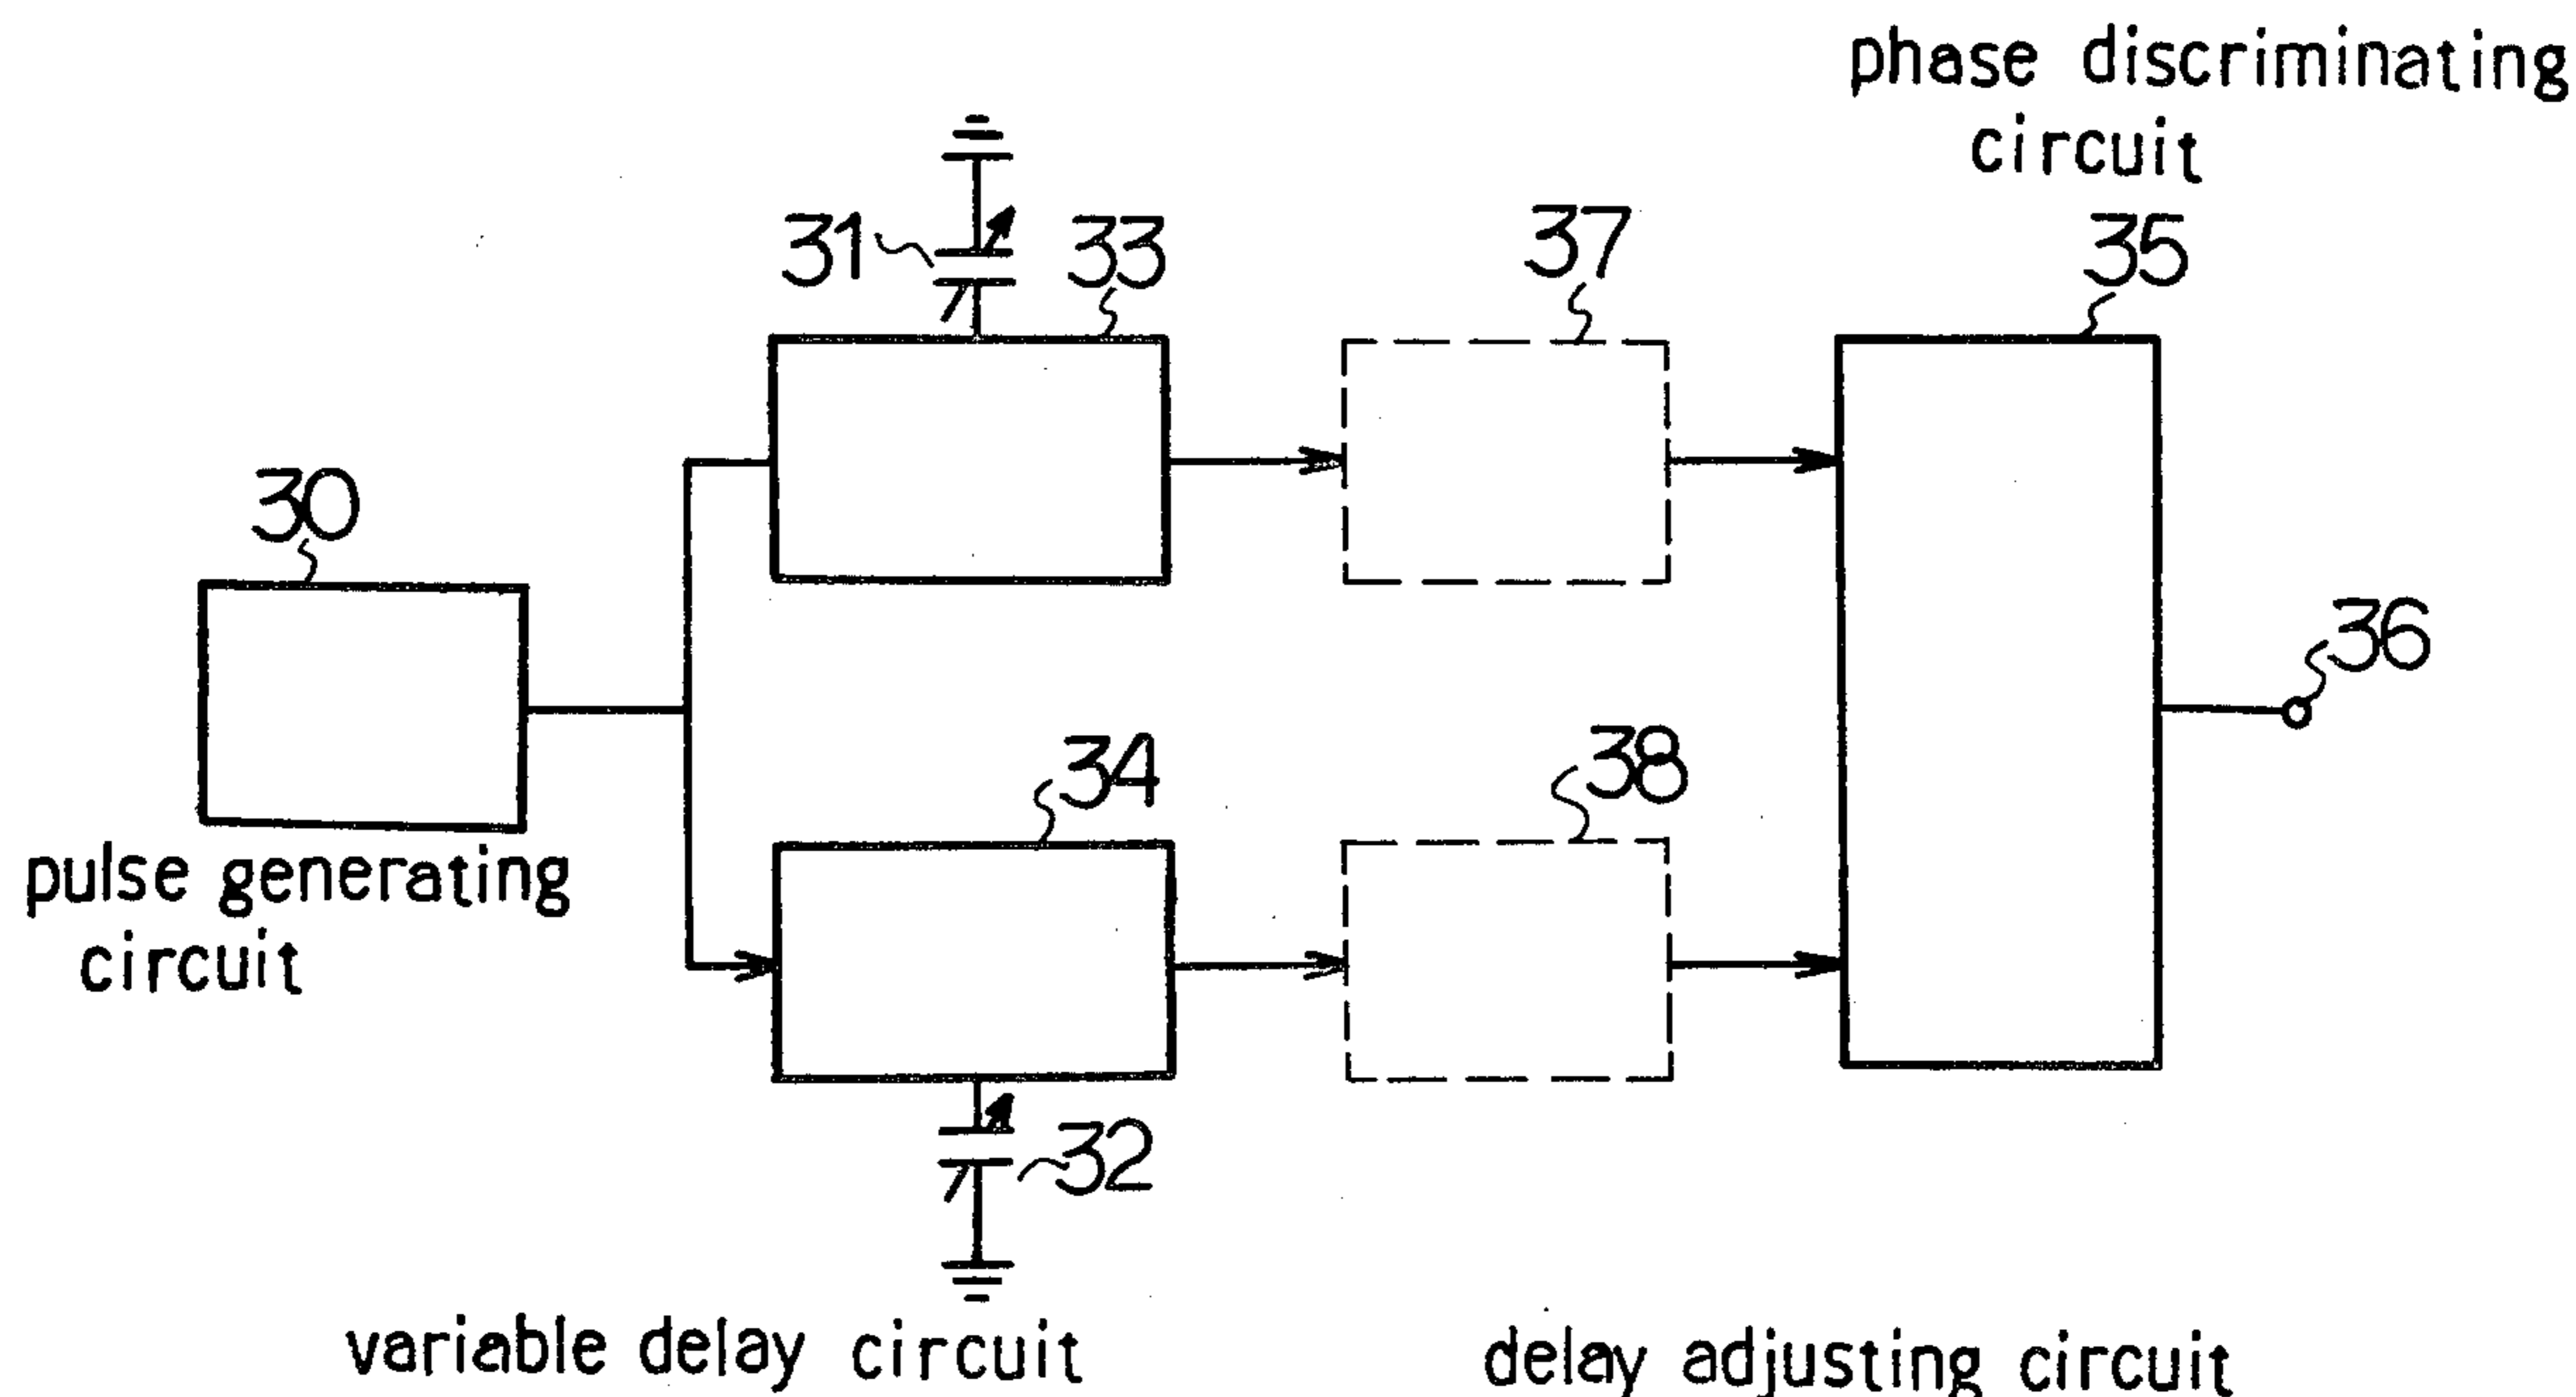 phase discriminating
circuit
31
33
37
35
30
36
34
38
pulse generating
circuit
32
variable delay circuit
delay adjusting circuit